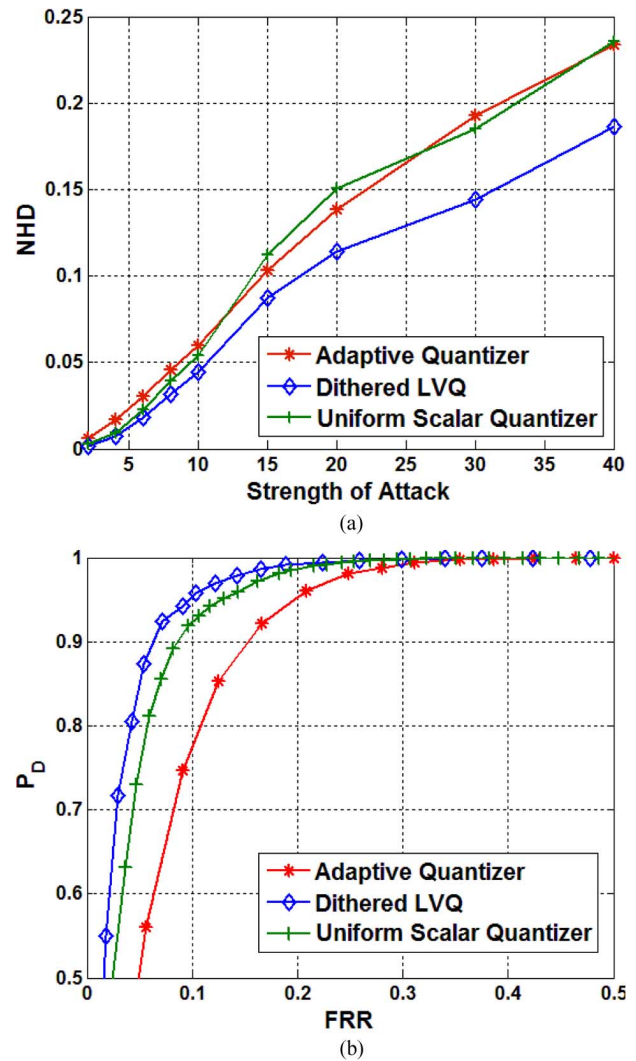 0.25
0.2
0.15
0.1
0.05
0
NHD
5 10 15 20 25 30 35 40
Strength of Attack
Adaptive Quantizer
Dithered LVQ
Uniform Scalar Quantizer
(a)
1
0.9
0.8
0.7
0.6
0.5
P_D
0 0.1 0.2 0.3 0.4 0.5
FRR
Adaptive Quantizer
Dithered LVQ
Uniform Scalar Quantizer
(b)